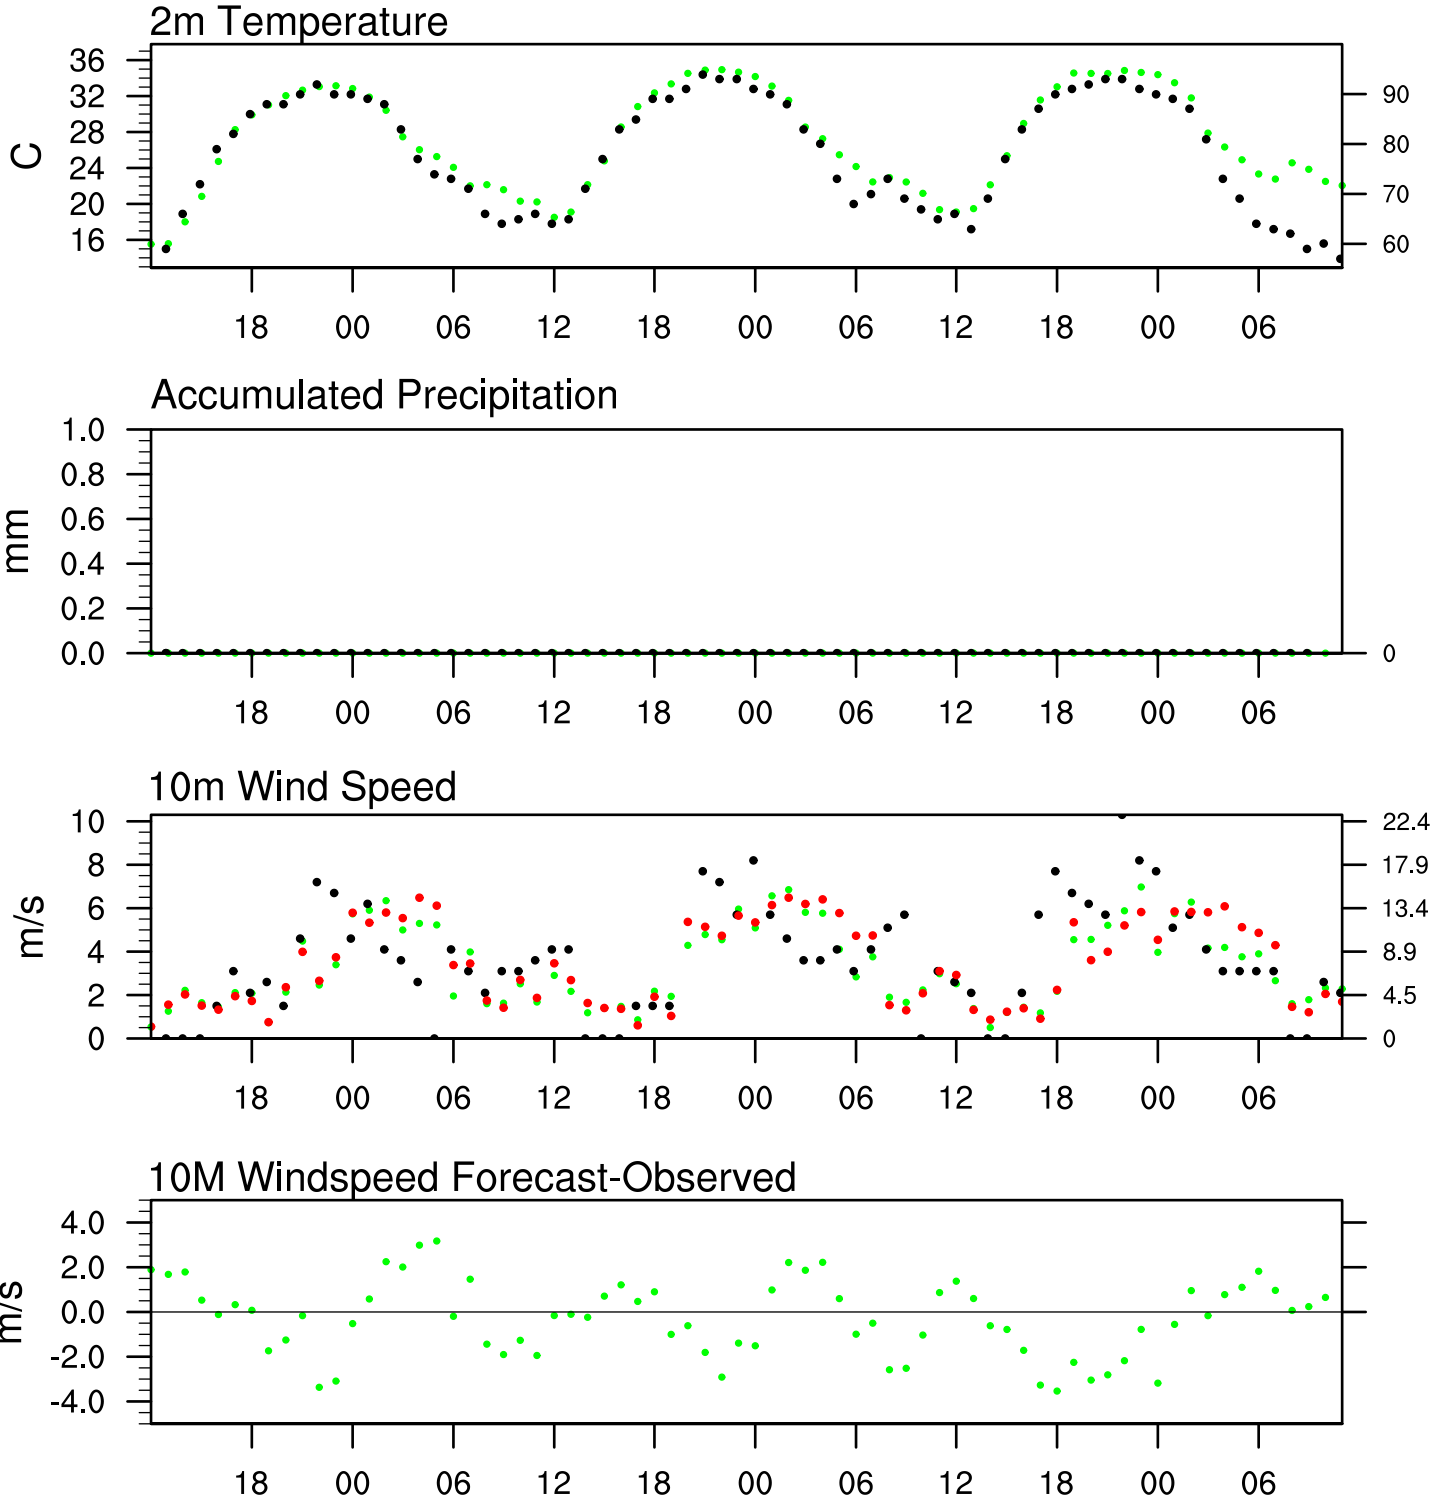 2m Temperature
36
32
28
24
20
16
C
90
80
70
60
18 00 06 12 18 00 06 12 18 00 06
Accumulated Precipitation
1.0
0.8
0.6
0.4
0.2
0.0
mm
0
18 00 06 12 18 00 06 12 18 00 06
10m Wind Speed
10
8
6
4
2
0
m/s
22.4
17.9
13.4
8.9
4.5
0
18 00 06 12 18 00 06 12 18 00 06
10M Windspeed Forecast-Observed
4.0
2.0
0.0
-2.0
-4.0
m/s
18 00 06 12 18 00 06 12 18 00 06